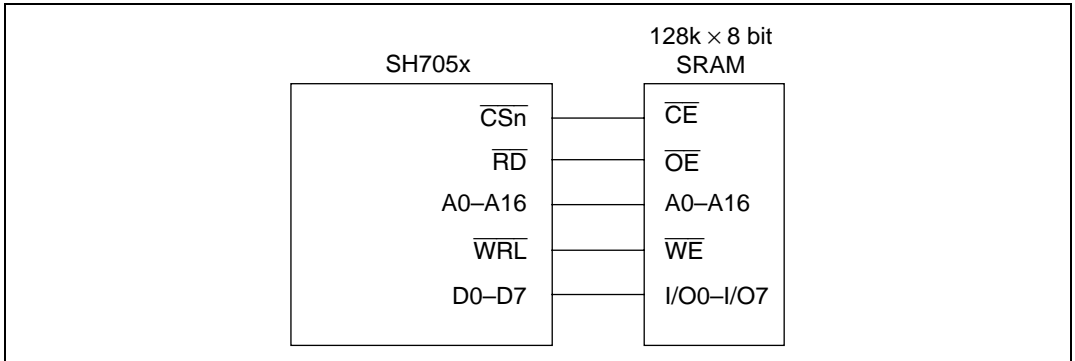 128k × 8 bit
SH705x SRAM
CSn CE
RD OE
A0–A16 A0–A16
WRL WE
D0–D7 I/O0–I/O7